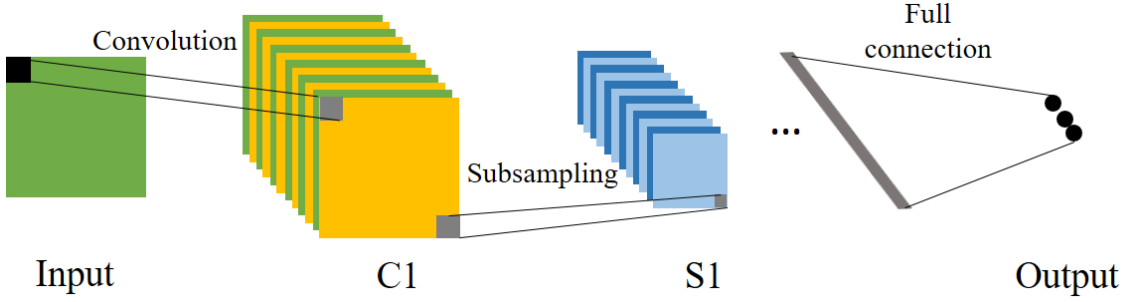 Convolution
Full
connection
...
Subsampling
Input
C1
S1
Output